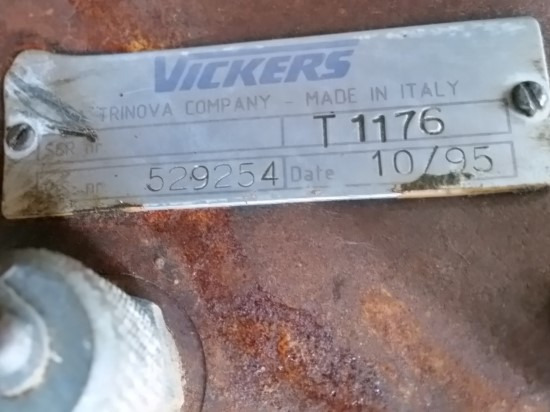 VICKERS
TRINOVA COMPANY - MADE IN ITALY
T 1176
529254 Date 10/95